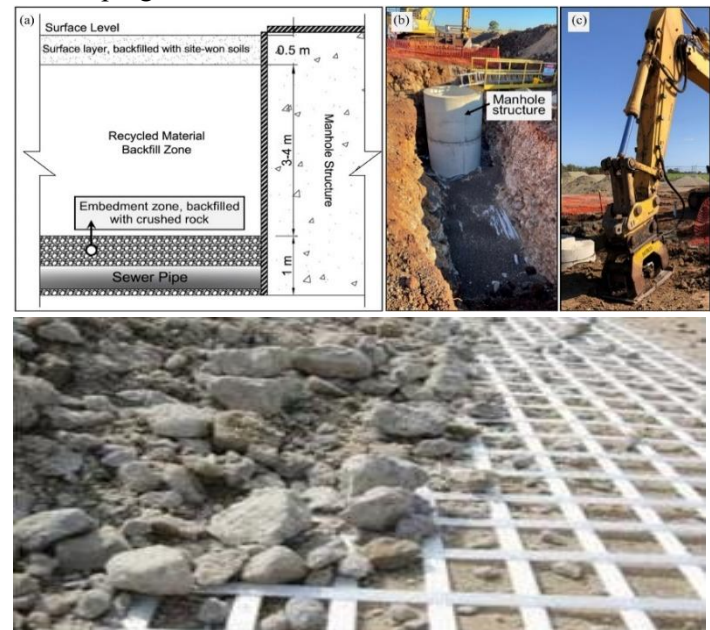 (a)
Surface Level
Surface layer, backfilled with site-won soils
0.5 m
Recycled Material
Backfill Zone
3-4 m
Manhole Structure
Embedment zone, backfilled
with crushed rock
Sewer Pipe
1 m
(b)
Manhole
structure
(c)